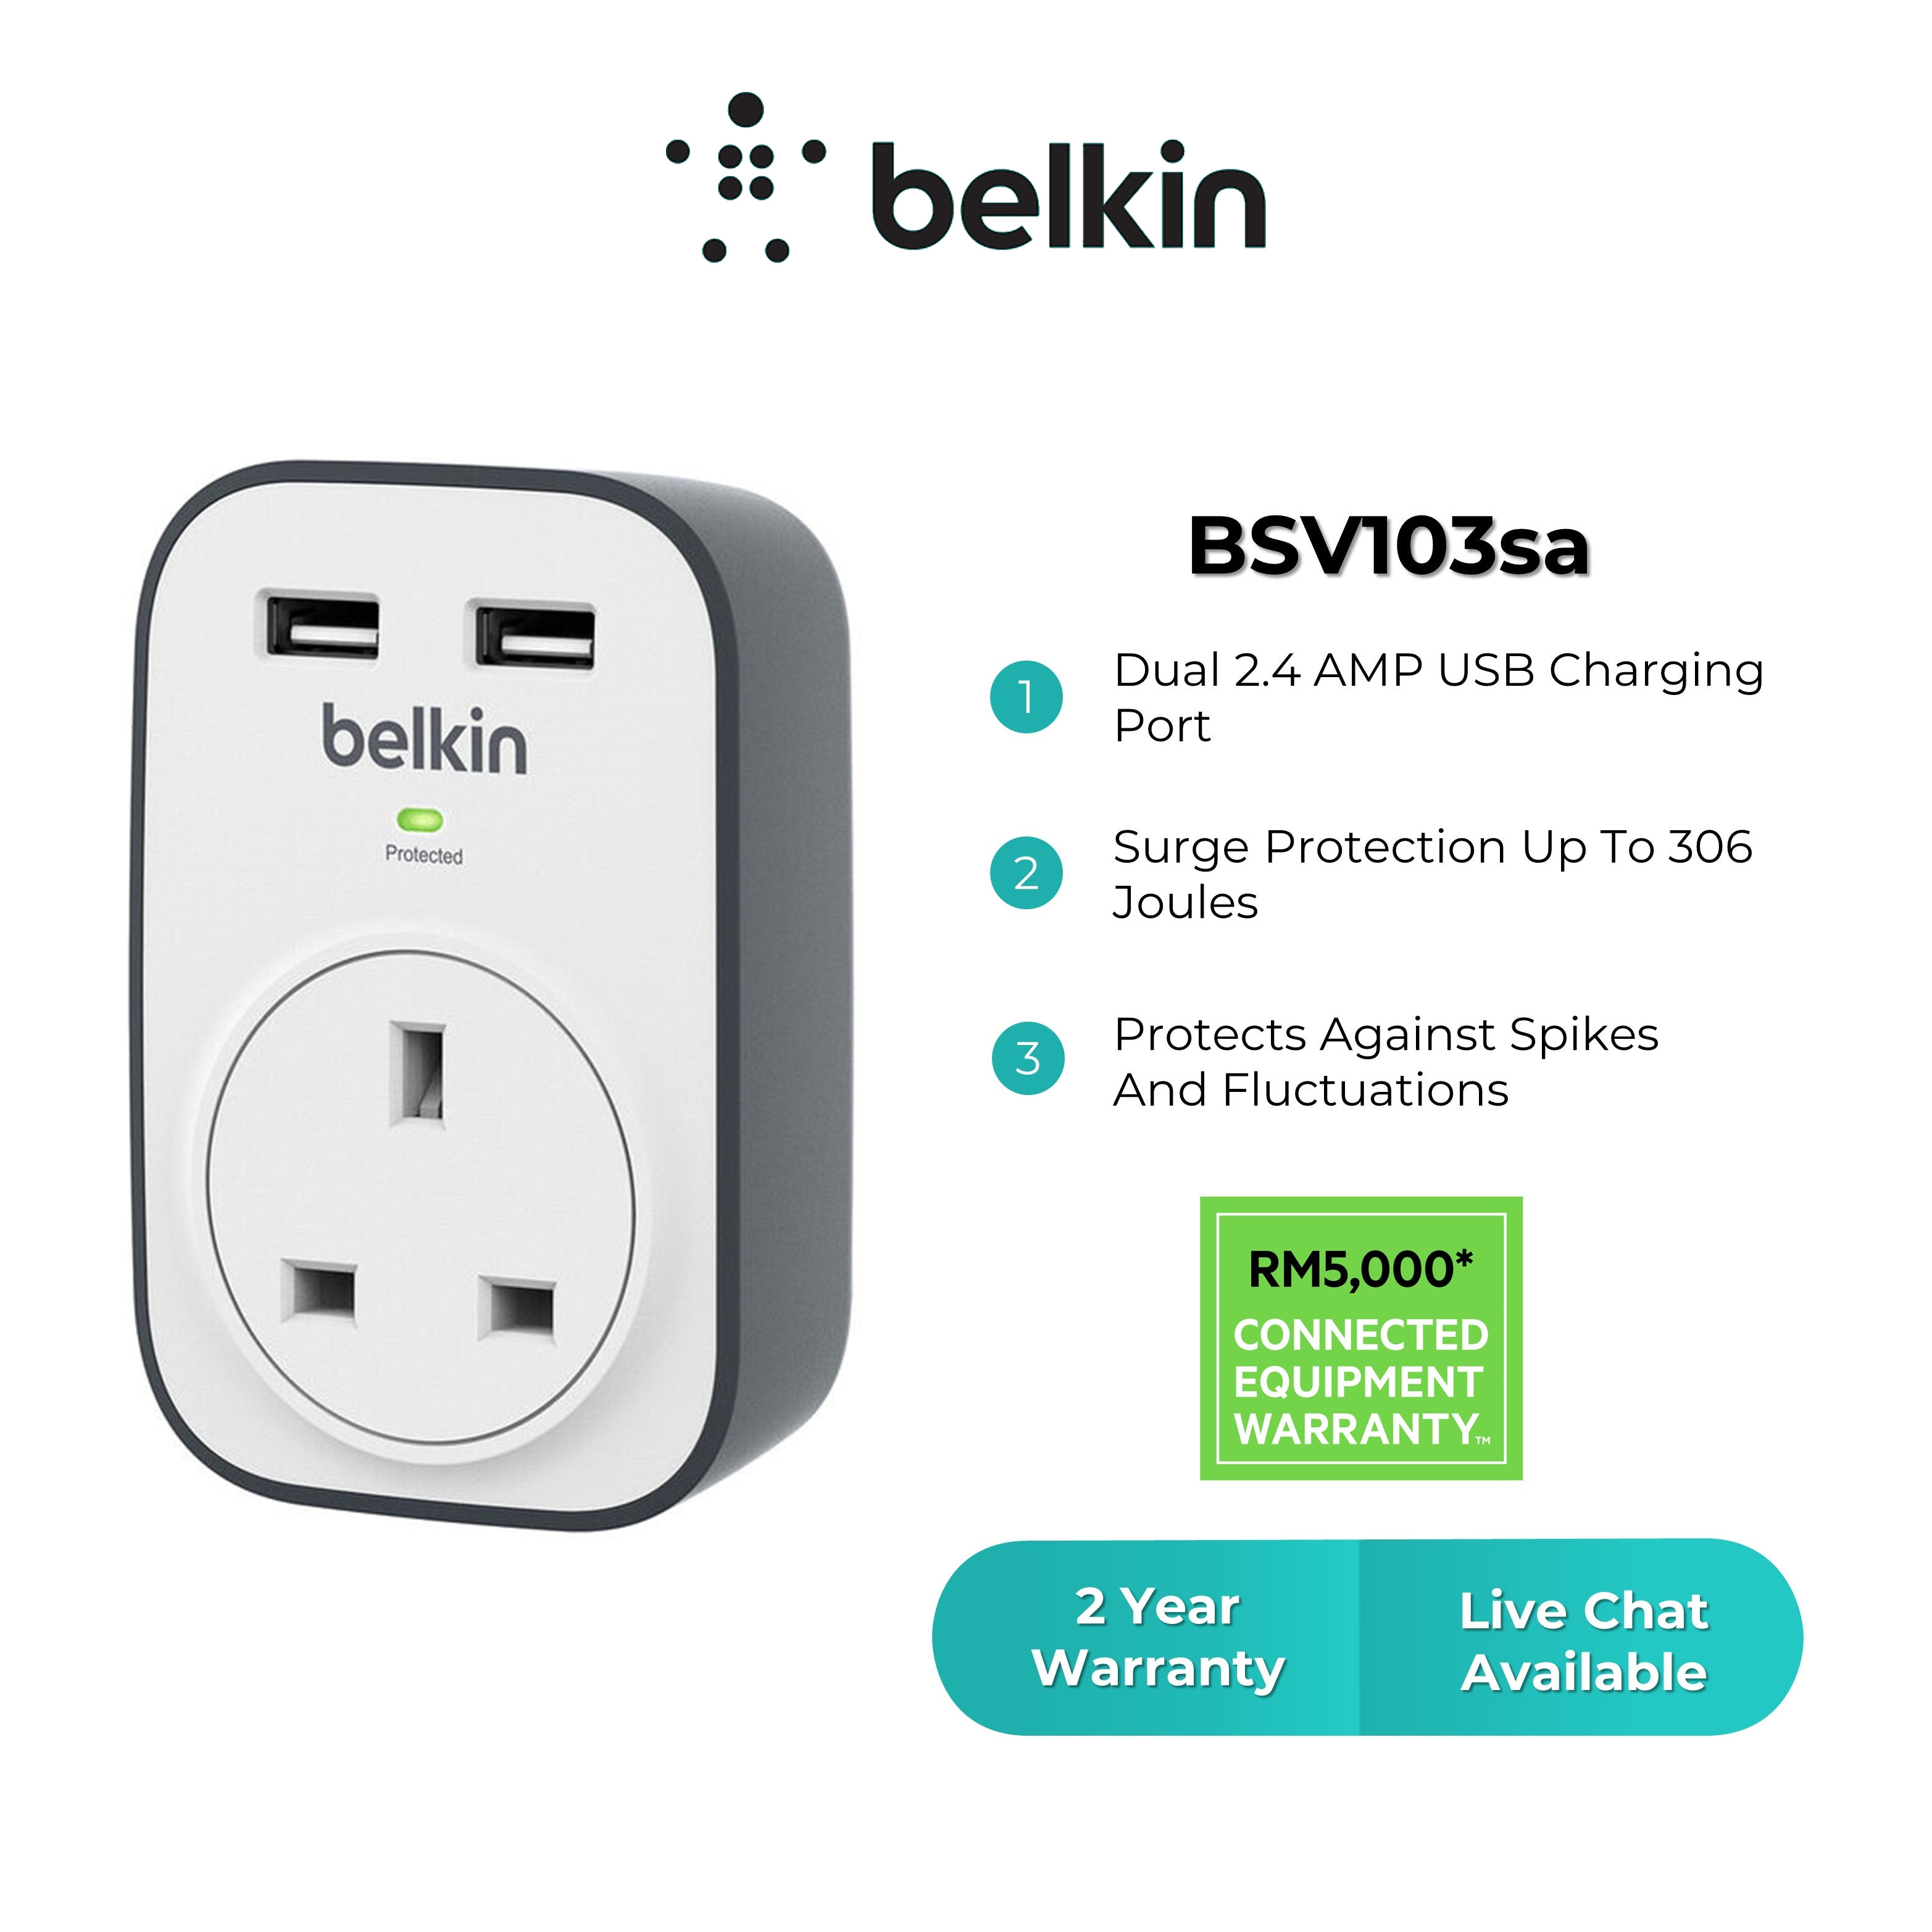 belkin
belkin
Protected
BSV103sa
1
Dual 2.4 AMP USB Charging
Port
2
Surge Protection Up To 306
Joules
3
Protects Against Spikes
And Fluctuations
RM5,000*
CONNECTED
EQUIPMENT
WARRANTY™
2 Year
Warranty
Live Chat
Available